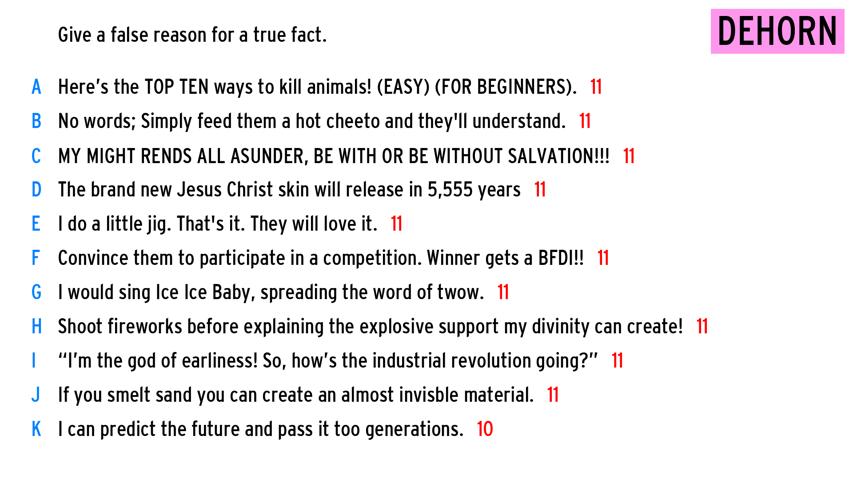 Give a false reason for a true fact.
DEHORN
A Here's the TOP TEN ways to kill animals! (EASY) (FOR BEGINNERS). 11
B No words; Simply feed them a hot cheeto and they'll understand. 11
C MY MIGHT RENDS ALL ASUNDER, BE WITH OR BE WITHOUT SALVATION!!! 11
D The brand new Jesus Christ skin will release in 5,555 years 11
E I do a little jig. That's it. They will love it. 11
F Convince them to participate in a competition. Winner gets a BFDI!! 11
G I would sing Ice Ice Baby, spreading the word of twow. 11
H Shoot fireworks before explaining the explosive support my divinity can create! 11
I “I'm the god of earliness! So, how's the industrial revolution going?” 11
J If you smelt sand you can create an almost invisble material. 11
K I can predict the future and pass it too generations. 10